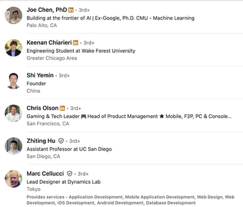 Joe Chen, PhD in • 3rd+
Building at the frontier of AI | Ex-Google, Ph.D. CMU - Machine Learning
Palo Alto, CA
Keenan Chiarieri in • 3rd+
Engineering Student at Wake Forest University
Greater Chicago Area
Shi Yemin • 3rd+
Founder
China
Chris Olson in • 3rd+
Gaming & Tech Leader 🎮 Head of Product Management ★ Mobile, F2P, PC & Console...
San Francisco, CA
Zhiting Hu • 3rd+
Assistant Professor at UC San Diego
San Diego, CA
Marc Cellucci • 3rd+
Lead Designer at Dynamics Lab
Tokyo
Provides services - Application Development, Mobile Application Development, Web Design, Web
Development, iOS Development, Android Development, Database Development